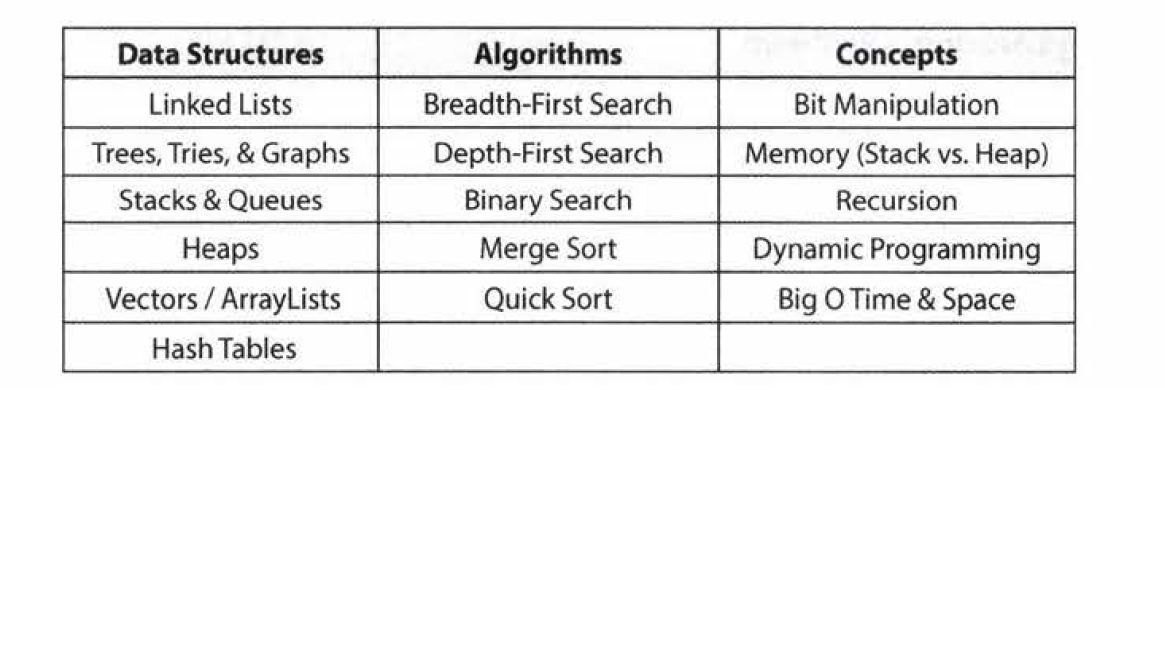 Data Structures Algorithms Concepts
Linked Lists Breadth-First Search Bit Manipulation
Trees, Tries, & Graphs Depth-First Search Memory (Stack vs. Heap)
Stacks & Queues Binary Search Recursion
Heaps Merge Sort Dynamic Programming
Vectors / ArrayLists Quick Sort Big O Time & Space
Hash Tables